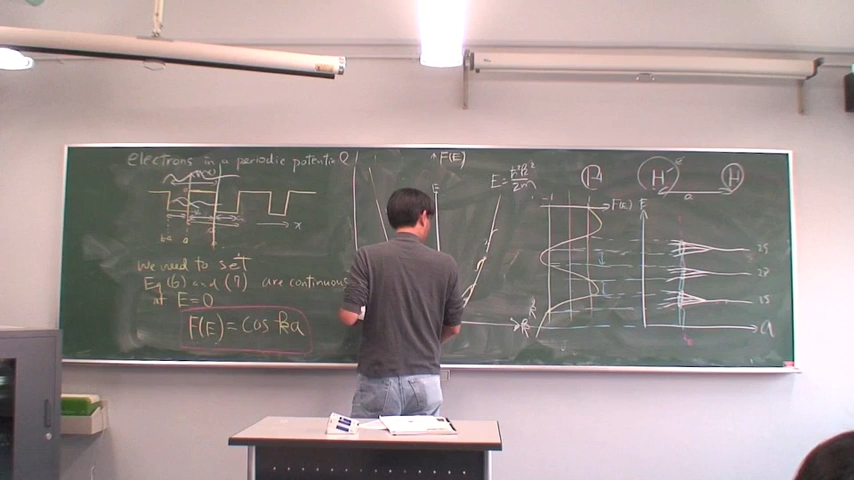 electrons in a periodic potential
x
we need to set
Eq (6) and (7) are continuous
at E=0
F(E) = cos ka
F(E)
E
E = ħ²k²/2m
k
-1
F(E)
E
H
H
a
2s
1s
a